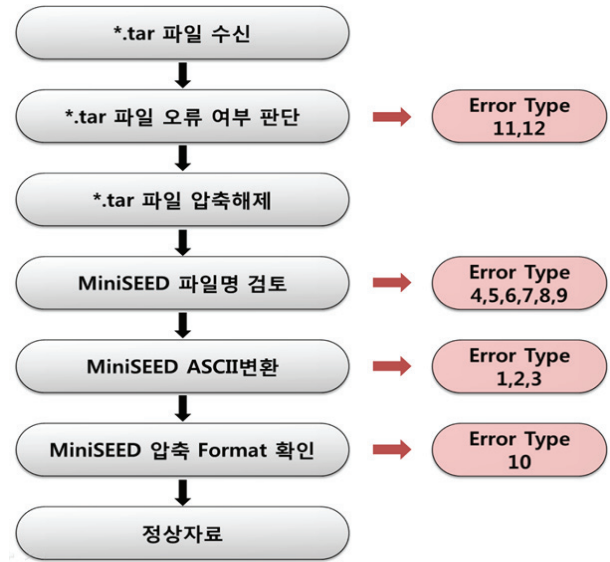 *.tar 파일 수신
*.tar 파일 오류 여부 판단
Error Type
11,12
*.tar 파일 압축해제
MiniSEED 파일명 검토
Error Type
4,5,6,7,8,9
MiniSEED ASCII변환
Error Type
1,2,3
MiniSEED 압축 Format 확인
Error Type
10
정상자료